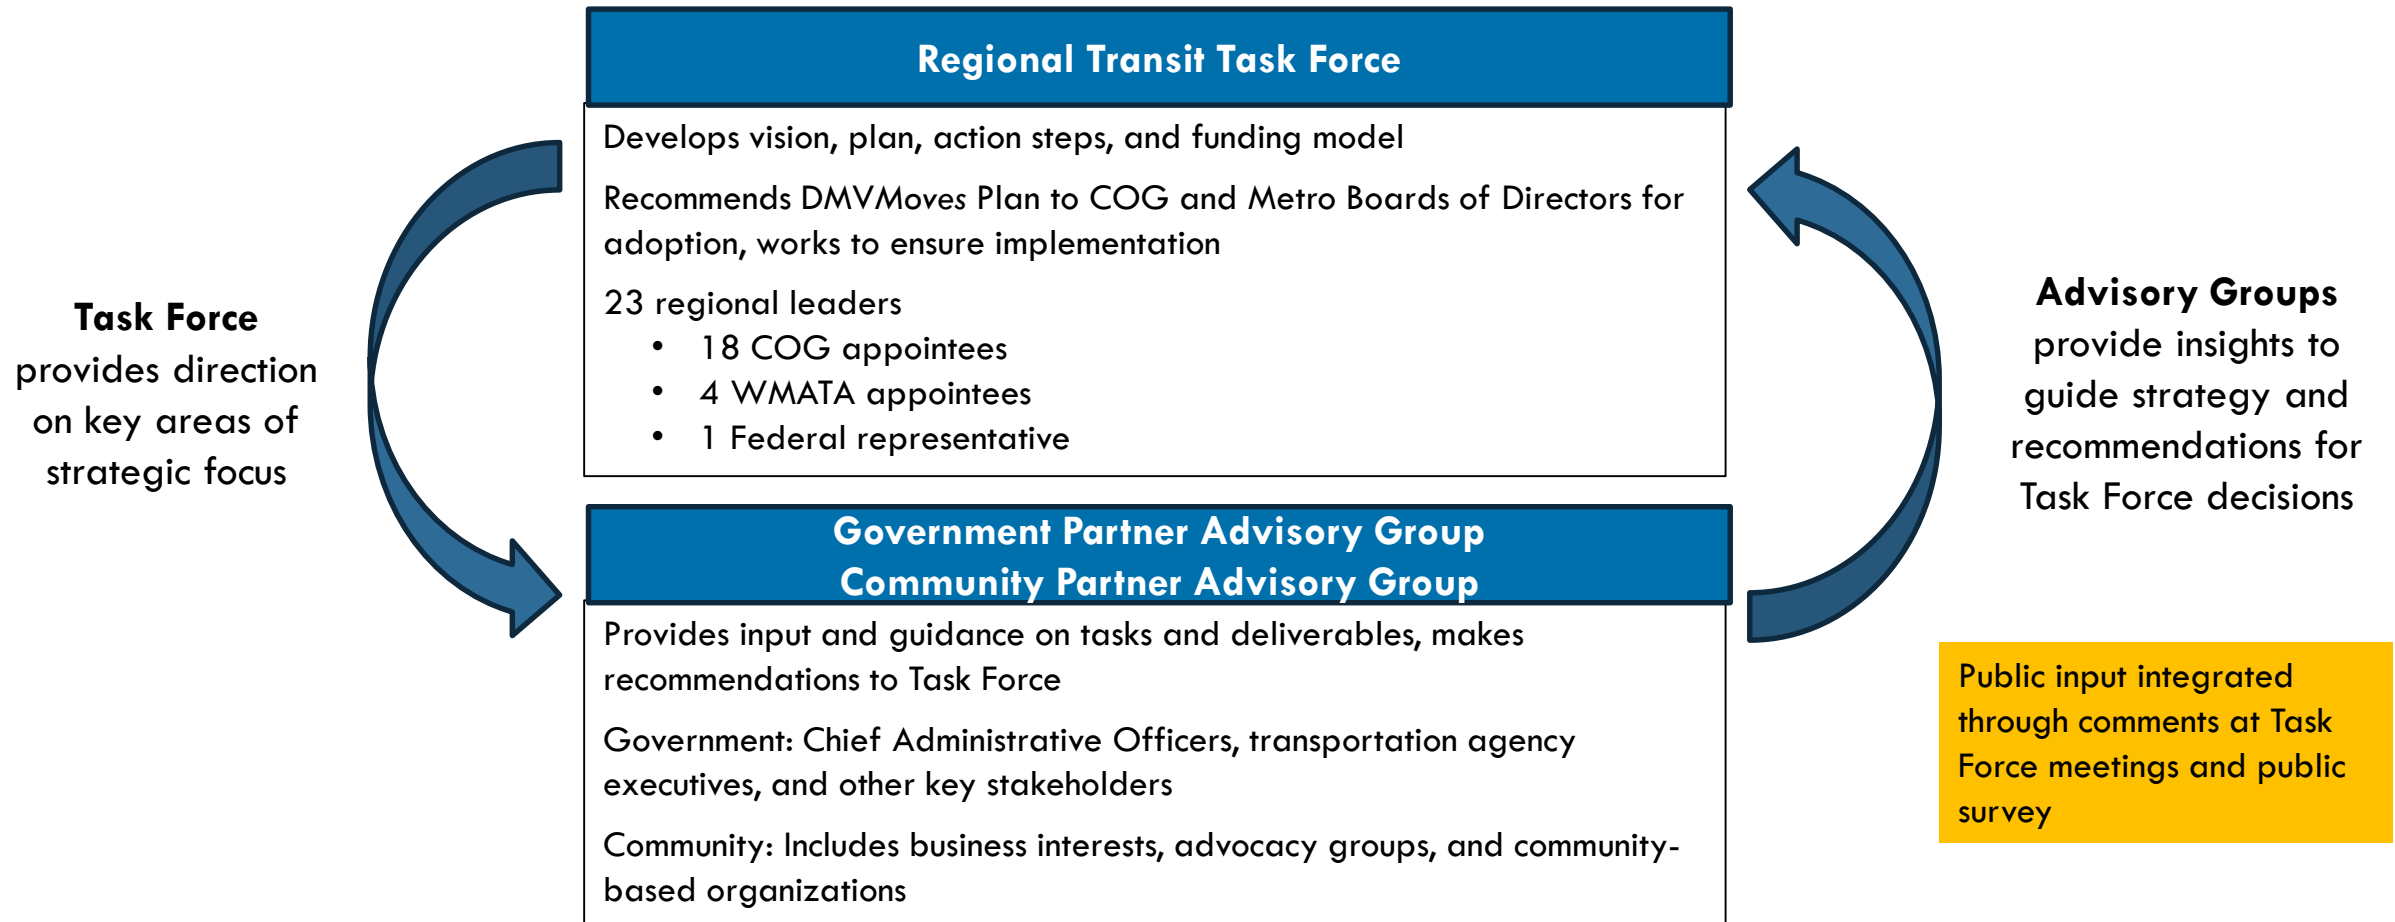 Regional Transit Task Force
Develops vision, plan, action steps, and funding model
Recommends DMVMoves Plan to COG and Metro Boards of Directors for
adoption, works to ensure implementation
23 regional leaders
• 18 COG appointees
• 4 WMATA appointees
• 1 Federal representative
Task Force
provides direction
on key areas of
strategic focus
Advisory Groups
provide insights to
guide strategy and
recommendations for
Task Force decisions
Government Partner Advisory Group
Community Partner Advisory Group
Provides input and guidance on tasks and deliverables, makes
recommendations to Task Force
Government: Chief Administrative Officers, transportation agency
executives, and other key stakeholders
Community: Includes business interests, advocacy groups, and community-
based organizations
Public input integrated
through comments at Task
Force meetings and public
survey